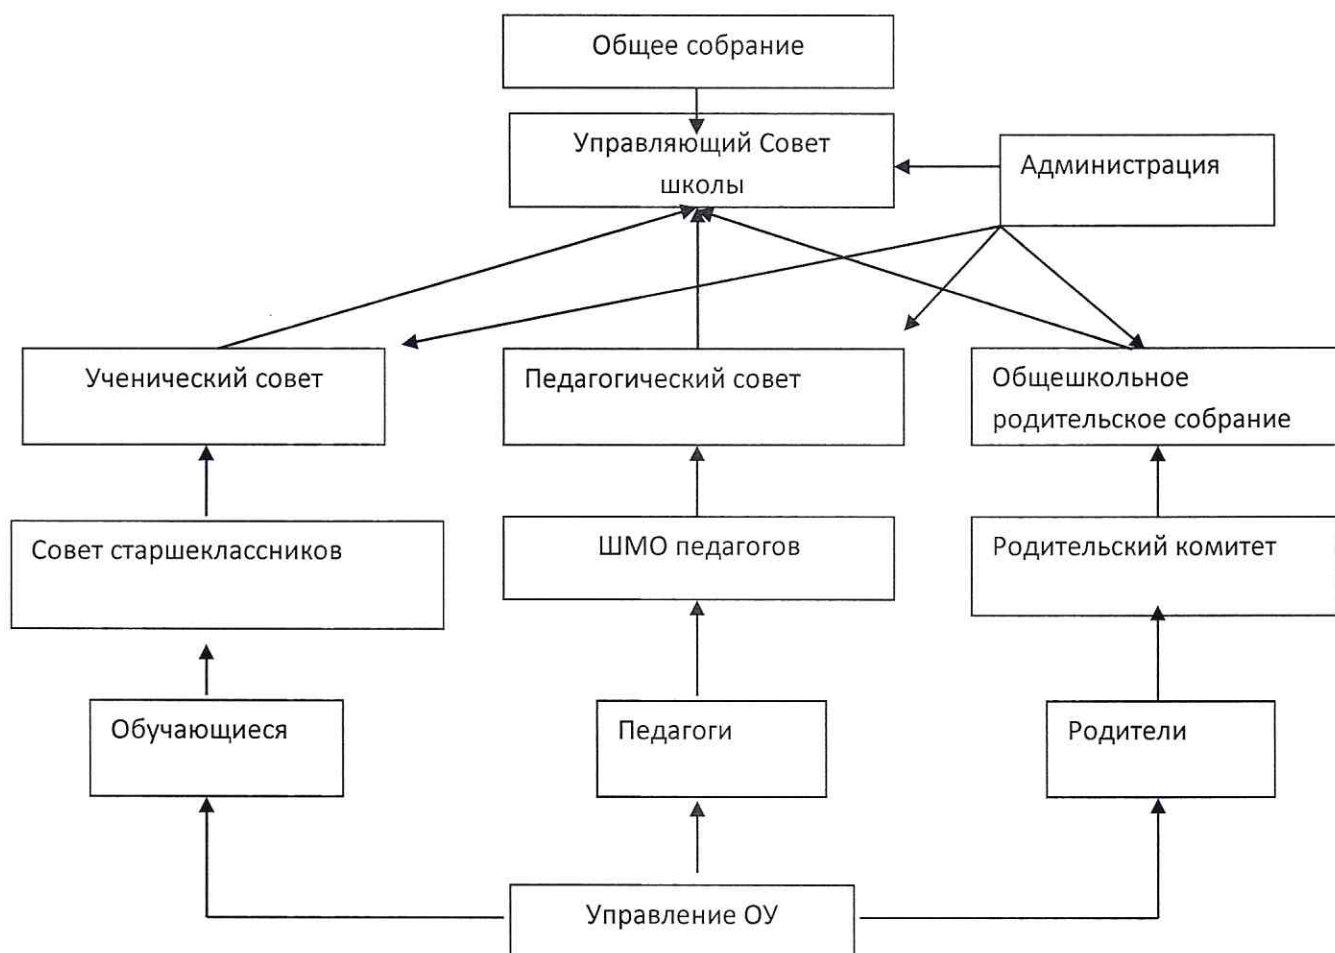 Общее собрание
Управляющий Совет
школы
Администрация
Ученический совет
Педагогический совет
Общешкольное
родительское собрание
Совет старшеклассников
ШМО педагогов
Родительский комитет
Обучающиеся
Педагоги
Родители
Управление ОУ